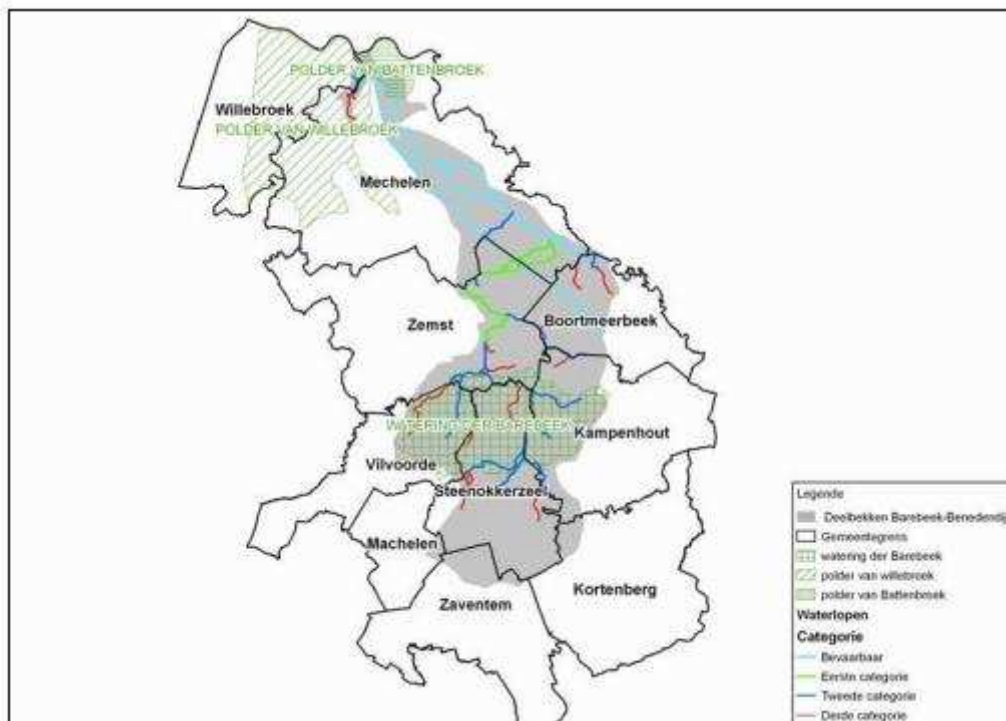 POLDER VAN BATTENBROEK
Willebroek
POLDER VAN WILLEBROEK
Mechelen
Zemst
Boortmeerbeek
WATERING DER BAREBEEK
Kampenhout
Vilvoorde
Steenokkerzeel
Machelen
Kortenberg
Zaventem
Legende
Deelbekken Barebeek-Benedendij
Gemeentegrens
watering der Barebeek
polder van willebroek
polder van Battenbroek
Waterlopen
Categorie
Bevaarbaar
Eerste categorie
Tweede categorie
Derde categorie